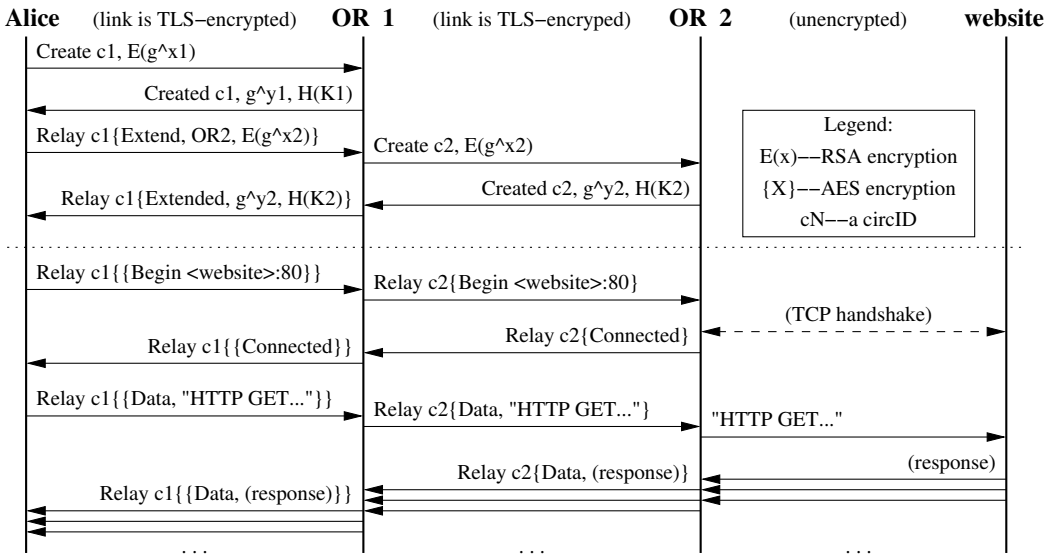 Alice (link is TLS−encrypted) OR 1 (link is TLS−encryped) OR 2 (unencrypted) website
Create c1, E(g^x1)
Created c1, g^y1, H(K1)
Relay c1{Extend, OR2, E(g^x2)}
Create c2, E(g^x2)
Created c2, g^y2, H(K2)
Relay c1{Extended, g^y2, H(K2)}
Legend:
E(x)−−RSA encryption
{X}−−AES encryption
cN−−a circID
Relay c1{{Begin <website>:80}}
Relay c2{Begin <website>:80}
(TCP handshake)
Relay c2{Connected}
Relay c1{{Connected}}
Relay c1{{Data, "HTTP GET..."}}
Relay c2{Data, "HTTP GET..."}
"HTTP GET..."
(response)
Relay c2{Data, (response)}
Relay c1{{Data, (response)}}
. . . . . . . . .